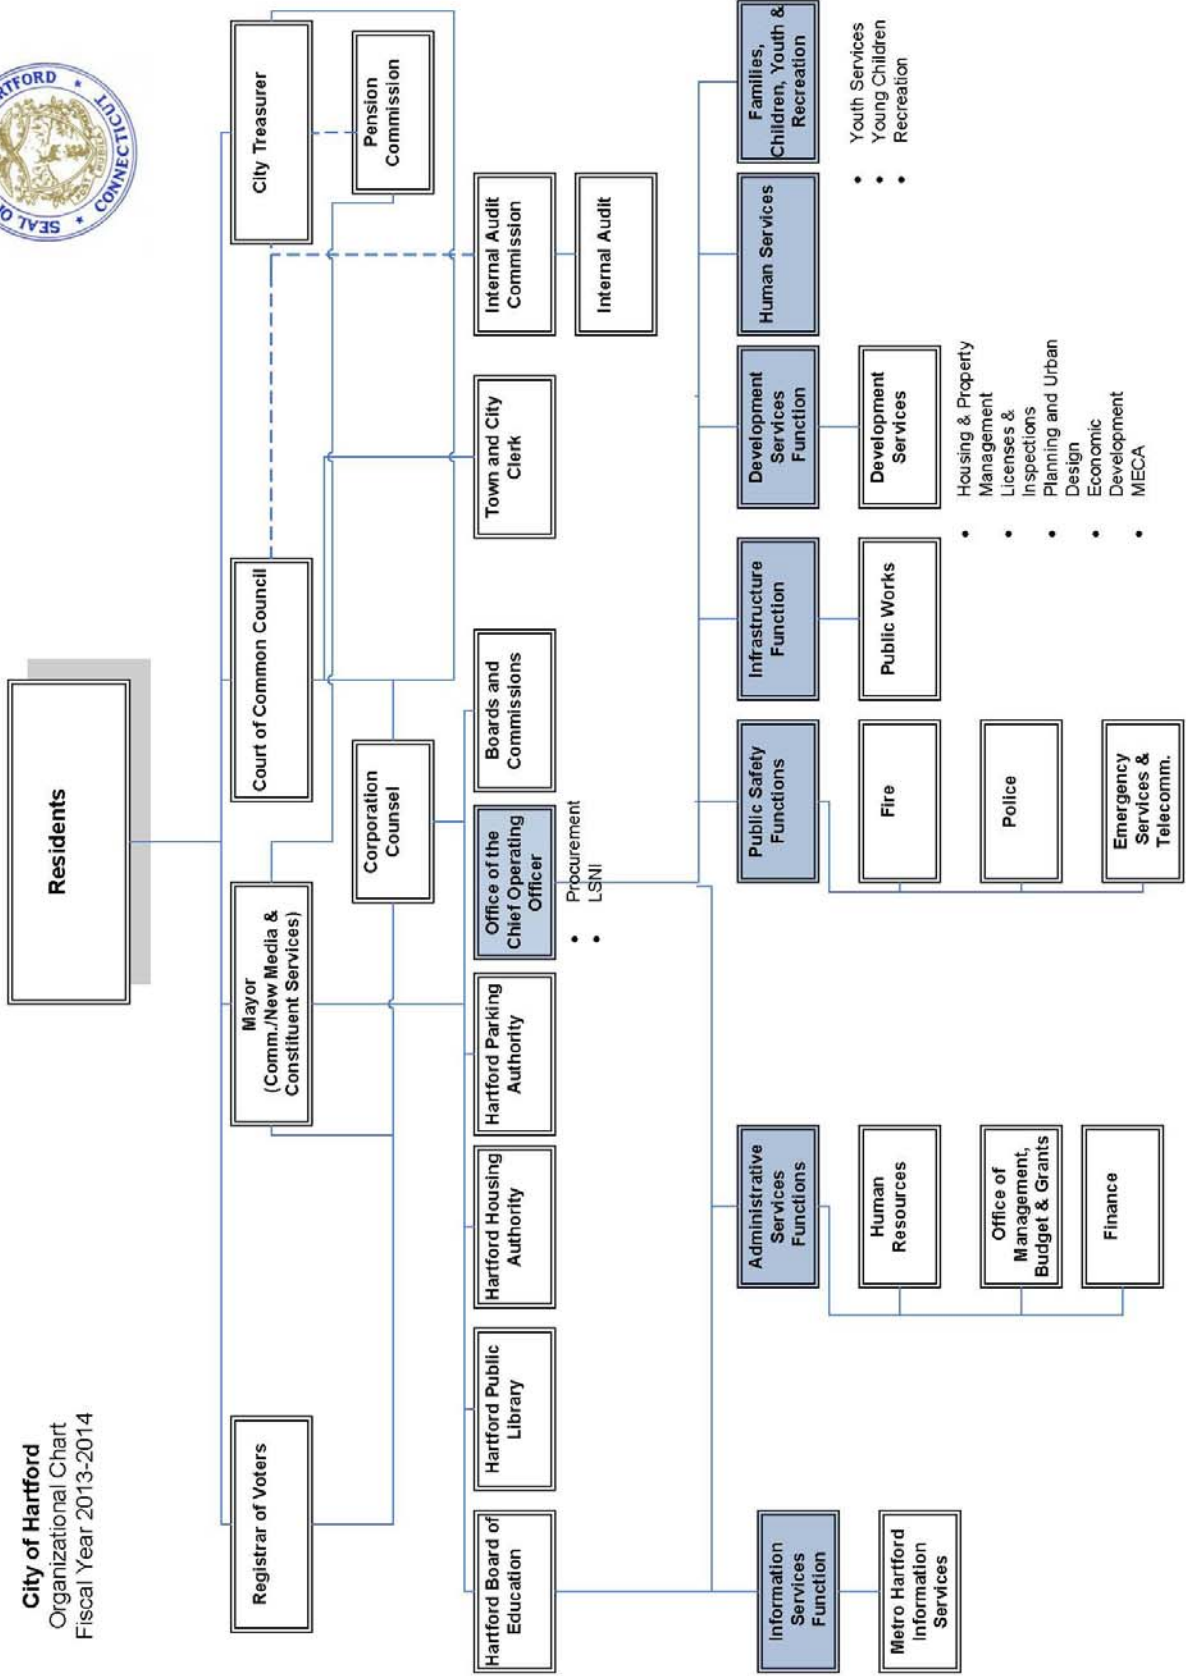 City of Hartford
Organizational Chart
Fiscal Year 2013-2014
SEAL OF
RTFORD
CONNECTICUT
Residents
Registrar of Voters
Mayor
(Comm./New Media &
Constituent Services)
Court of Common Council
City Treasurer
Corporation
Counsel
Pension
Commission
Hartford Board of
Education
Hartford Public
Library
Hartford Housing
Authority
Hartford Parking
Authority
Office of the
Chief Operating
Officer
• Procurement
• LSNI
Boards and
Commissions
Town and City
Clerk
Internal Audit
Commission
Internal Audit
Information
Services
Function
Metro Hartford
Information
Services
Administrative
Services
Functions
Human
Resources
Office of
Management,
Budget & Grants
Finance
Public Safety
Functions
Fire
Police
Emergency
Services &
Telecomm.
Infrastructure
Function
Public Works
Development
Services
Function
Development
Services
• Housing & Property
Management
• Licenses &
Inspections
• Planning and Urban
Design
• Economic
Development
• MECA
Human Services
Families,
Children, Youth &
Recreation
• Youth Services
• Young Children
• Recreation